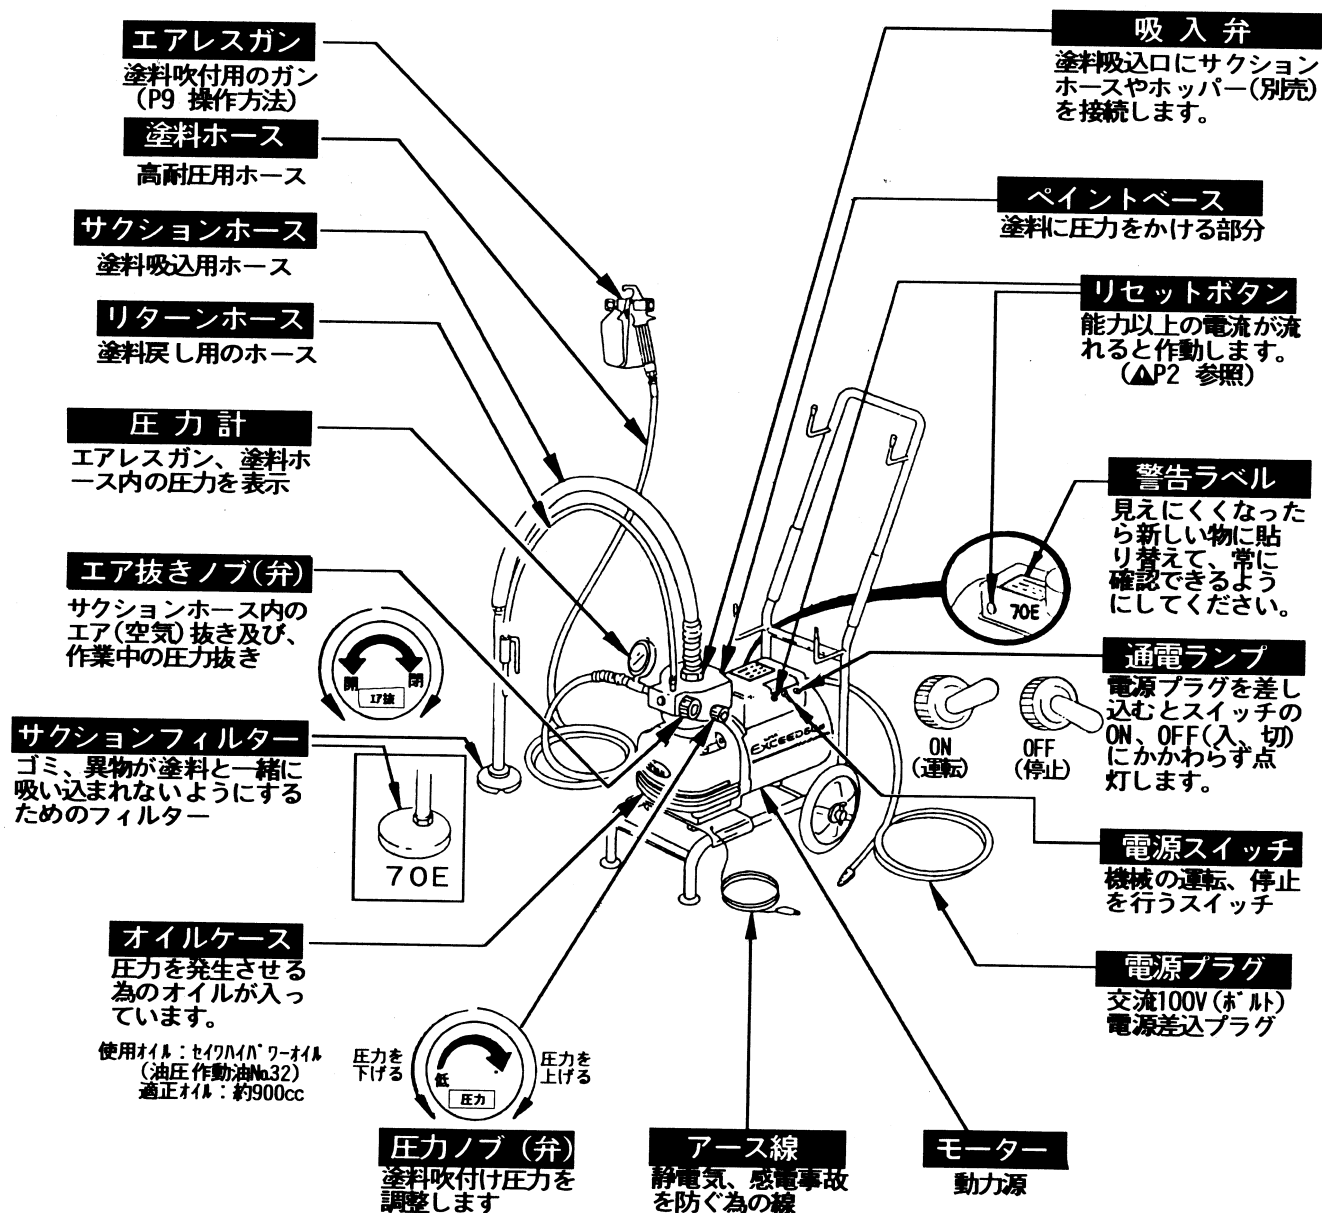 エアレスガン
塗料吹付用のガン
(P9 操作方法)
塗料ホース
高耐圧用ホース
サクションホース
塗料吸込用ホース
リターンホース
塗料戻し用のホース
圧力計
エアレスガン、塗料ホ
ース内の圧力を表示
エア抜きノブ(弁)
サクションホース内の
エア(空気)抜き及び、
作業中の圧力抜き
開 閉
エア抜
サクションフィルター
ゴミ、異物が塗料と一緒に
吸い込まれないようにする
ためのフィルター
70E
オイルケース
圧力を発生させる
為のオイルが入っ
ています。
使用オイル：セイワハイパワーオイル
(油圧作動油No.32)
適正オイル：約900cc
圧力を
下げる
低
圧力
圧力を
上げる
圧力ノブ(弁)
塗料吹付け圧力を
調整します
アース線
静電気、感電事故
を防ぐ為の線
モーター
動力源
吸入弁
塗料吸込口にサクション
ホースやホッパー(別売)
を接続します。
ペイントベース
塗料に圧力をかける部分
リセットボタン
能力以上の電流が流
れると作動します。
(⚠P2 参照)
警告ラベル
見えにくくなった
ら新しい物に貼
り替えて、常に
確認できるよう
にしてください。
70E
通電ランプ
電源プラグを差し
込むとスイッチの
ON、OFF(入、切)
にかかわらず点
灯します。
ON
(運転)
OFF
(停止)
電源スイッチ
機械の運転、停止
を行うスイッチ
電源プラグ
交流100V(ボルト)
電源差込プラグ
EXCEED